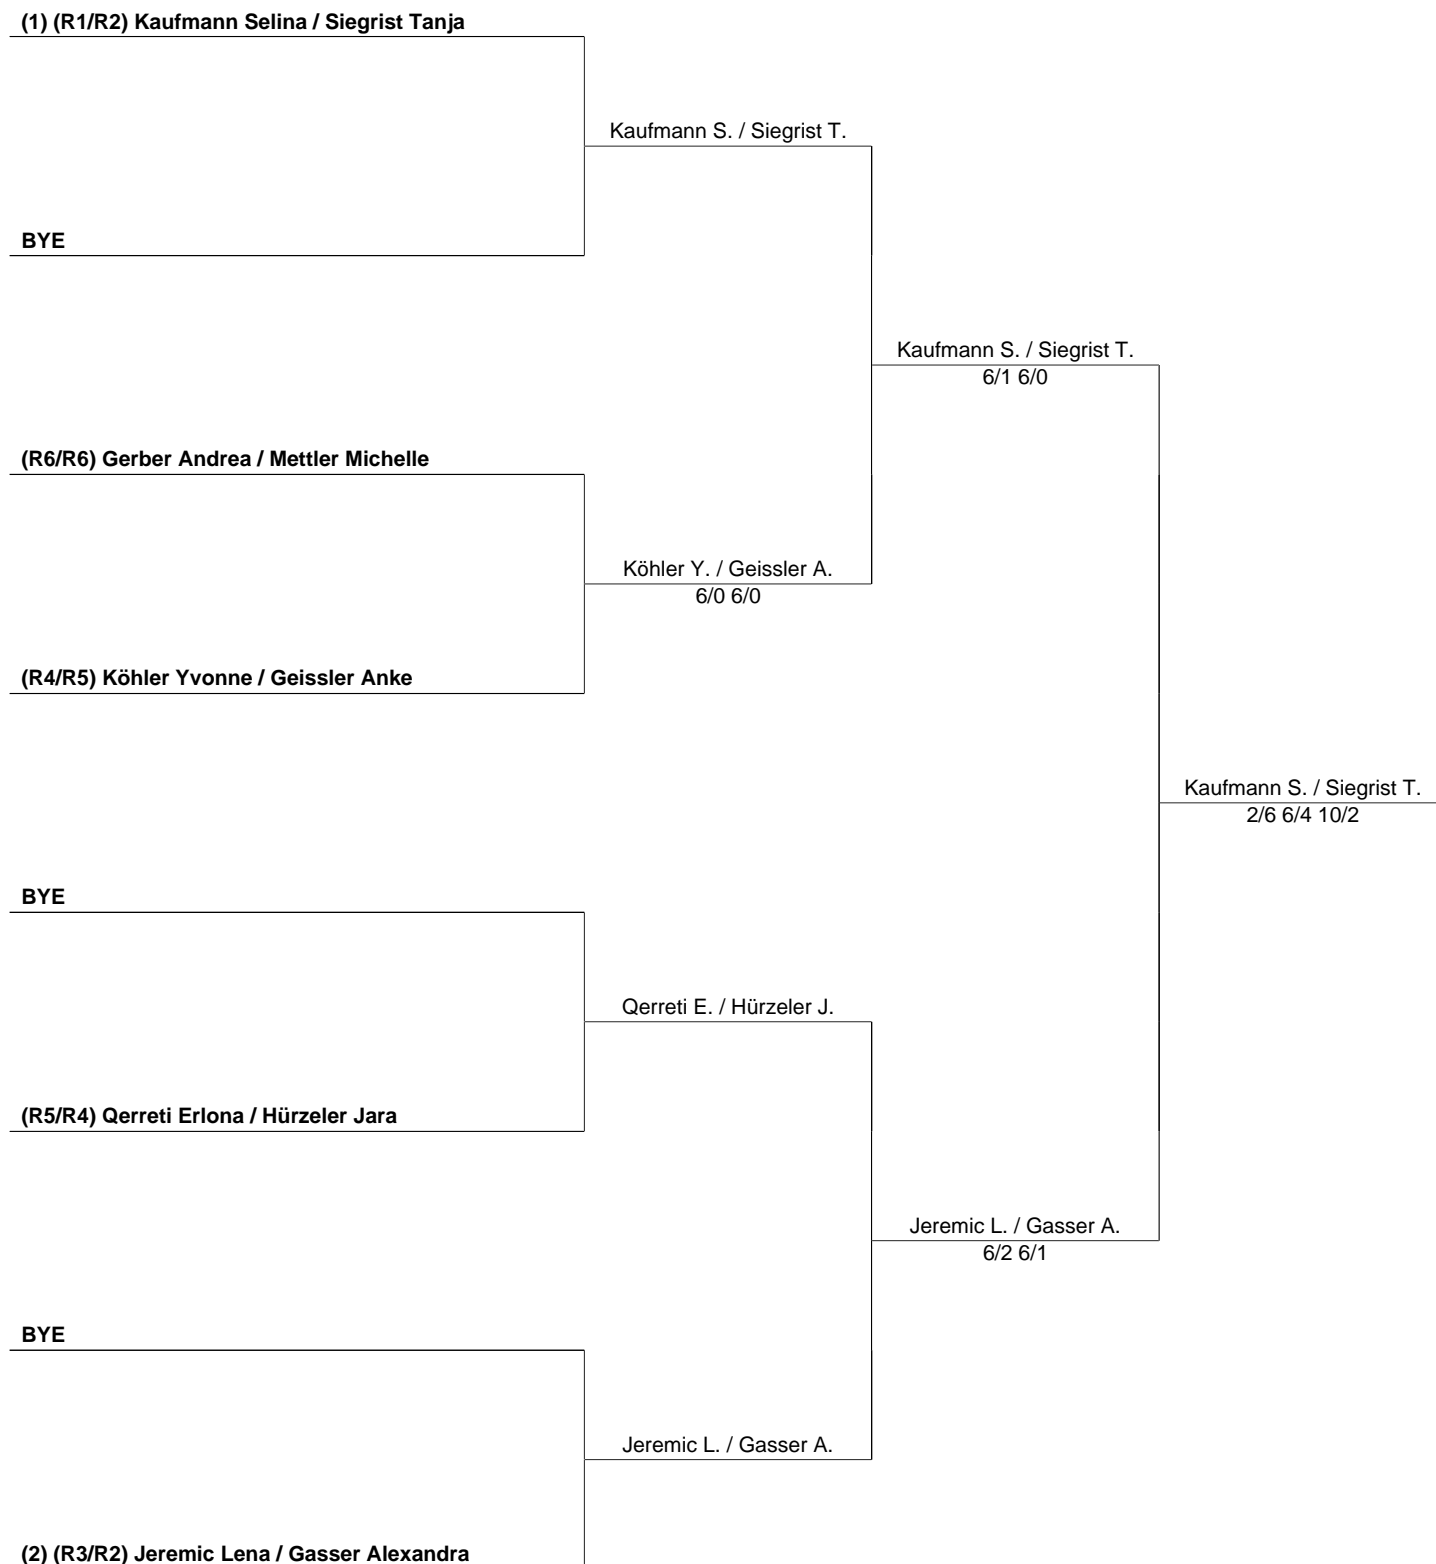 (1) (R1/R2) Kaufmann Selina / Siegrist Tanja
Kaufmann S. / Siegrist T.
BYE
Kaufmann S. / Siegrist T.
6/1 6/0
(R6/R6) Gerber Andrea / Mettler Michelle
Köhler Y. / Geissler A.
6/0 6/0
(R4/R5) Köhler Yvonne / Geissler Anke
Kaufmann S. / Siegrist T.
2/6 6/4 10/2
BYE
Qerreti E. / Hürzeler J.
(R5/R4) Qerreti Erlona / Hürzeler Jara
Jeremic L. / Gasser A.
6/2 6/1
BYE
Jeremic L. / Gasser A.
(2) (R3/R2) Jeremic Lena / Gasser Alexandra